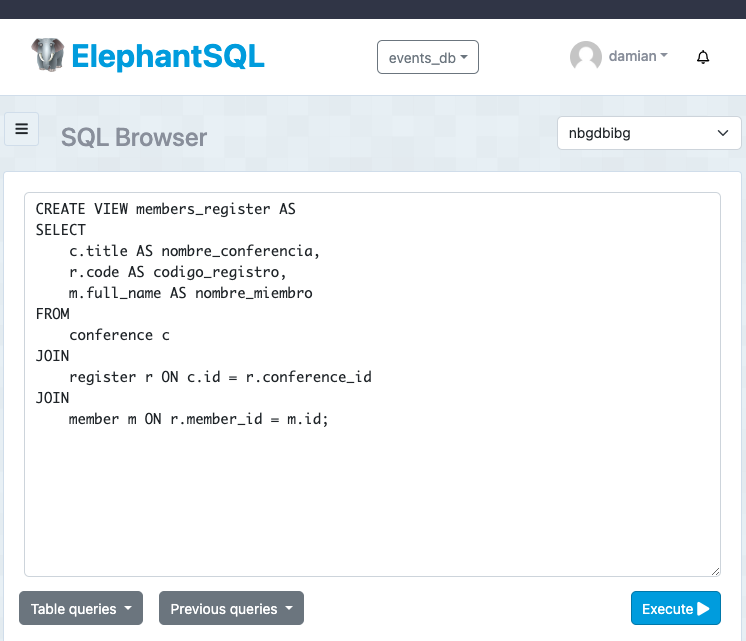 ElephantSQL
events_db
damian
SQL Browser
nbgdbibg
CREATE VIEW members_register AS
SELECT
    c.title AS nombre_conferencia,
    r.code AS codigo_registro,
    m.full_name AS nombre_miembro
FROM
    conference c
JOIN
    register r ON c.id = r.conference_id
JOIN
    member m ON r.member_id = m.id;
Table queries
Previous queries
Execute